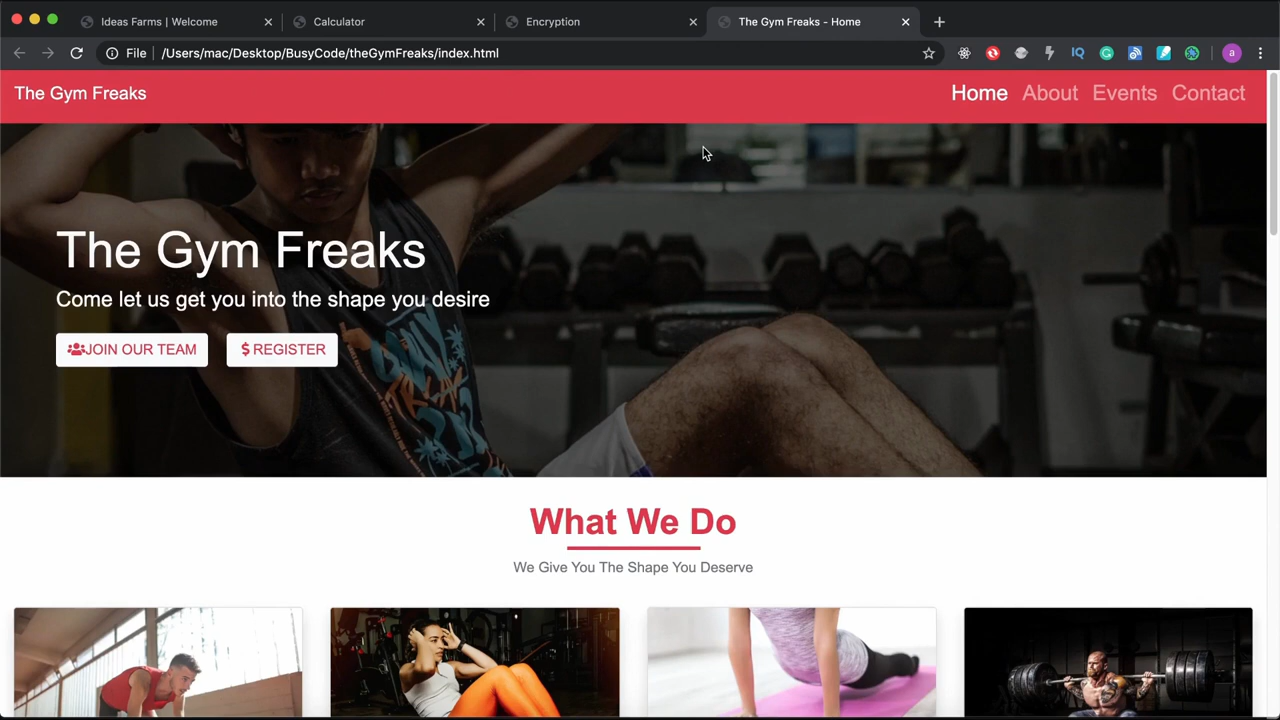 Ideas Farms | Welcome
Calculator
Encryption
The Gym Freaks - Home
File
/Users/mac/Desktop/BusyCode/theGymFreaks/index.html
IQ
a
The Gym Freaks
Home About Events Contact
The Gym Freaks
Come let us get you into the shape you desire
JOIN OUR TEAM
$ REGISTER
What We Do
We Give You The Shape You Deserve